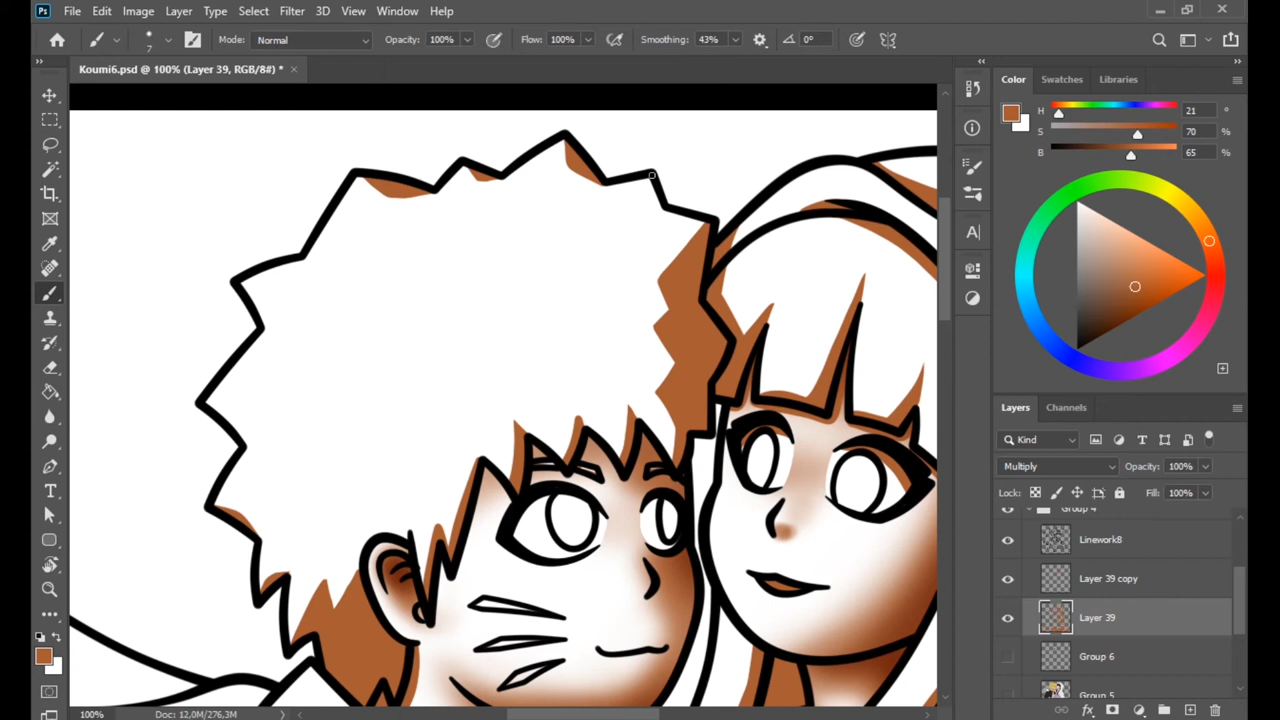 Ps File Edit Image Layer Type Select Filter 3D View Window Help
7 Mode: Normal Opacity: 100% Flow: 100% Smoothing: 43% 0°
Koumi6.psd @ 100% (Layer 39, RGB/8#) *
Color Swatches Libraries
H 21 °
S 70 %
B 65 %
Layers Channels
Kind
Multiply Opacity: 100%
Lock: Fill: 100%
Group 4
Linework8
Layer 39 copy
Layer 39
Group 6
Group 5
100% Doc: 12,0M/276,3M